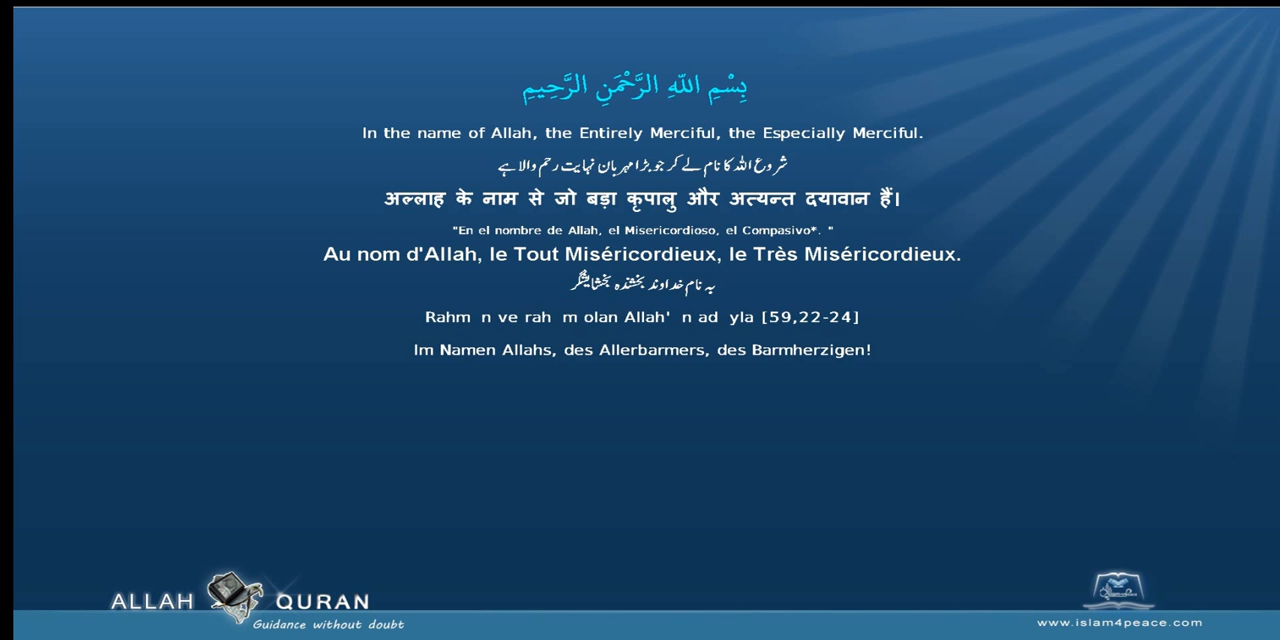 بِسْمِ اللّهِ الرَّحْمَنِ الرَّحِيمِ
In the name of Allah, the Entirely Merciful, the Especially Merciful.
شروع الله کا نام لے کر جو بڑا مہربان نہایت رحم والا ہے
अल्लाह के नाम से जो बड़ा कृपालु और अत्यन्त दयावान हैं।
"En el nombre de Allah, el Misericordioso, el Compasivo*. "
Au nom d'Allah, le Tout Miséricordieux, le Très Miséricordieux.
به نام خداوند بخشنده بخشایشگر
Rahm n ve rah m olan Allah' n ad yla [59,22-24]
Im Namen Allahs, des Allerbarmers, des Barmherzigen!
ALLAH QURAN
Guidance without doubt
www.islam4peace.com